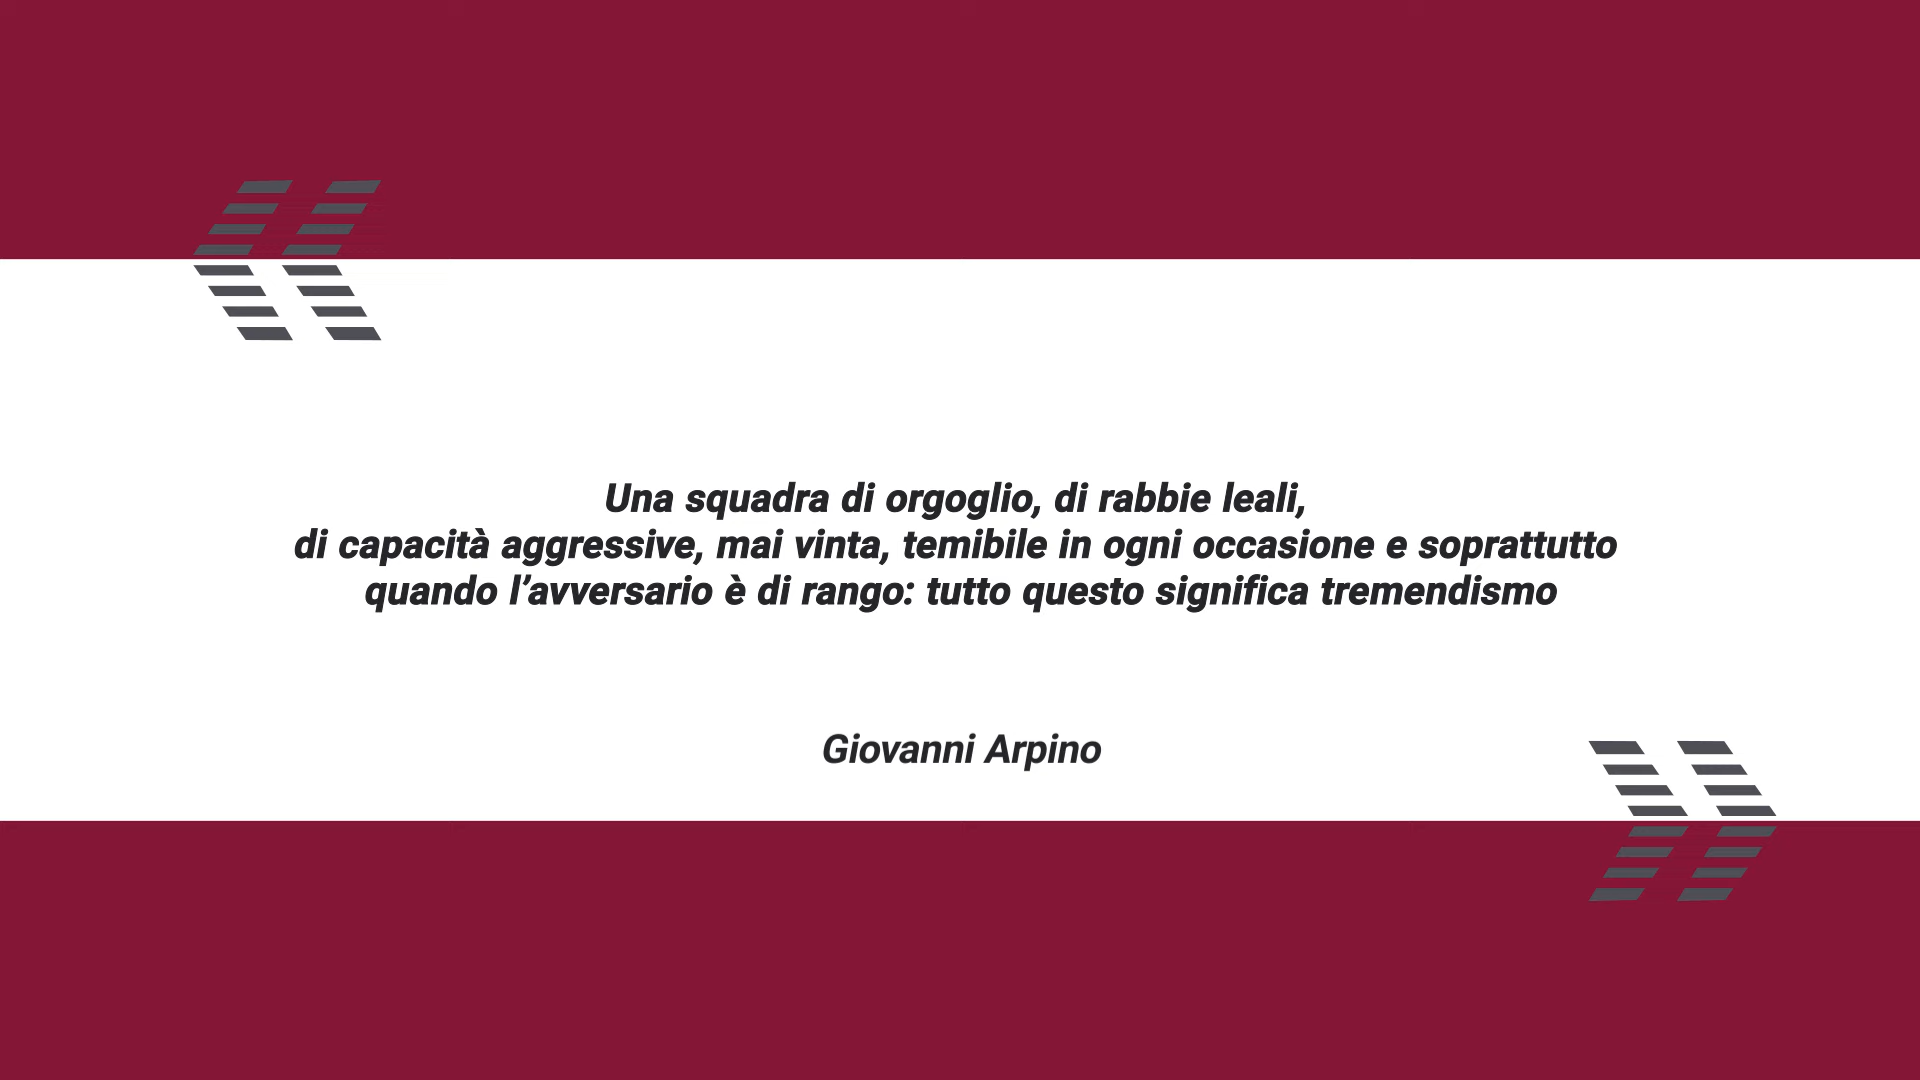 Una squadra di orgoglio, di rabbie leali,
di capacità aggressive, mai vinta, temibile in ogni occasione e soprattutto
quando l’avversario è di rango: tutto questo significa tremendismo
Giovanni Arpino